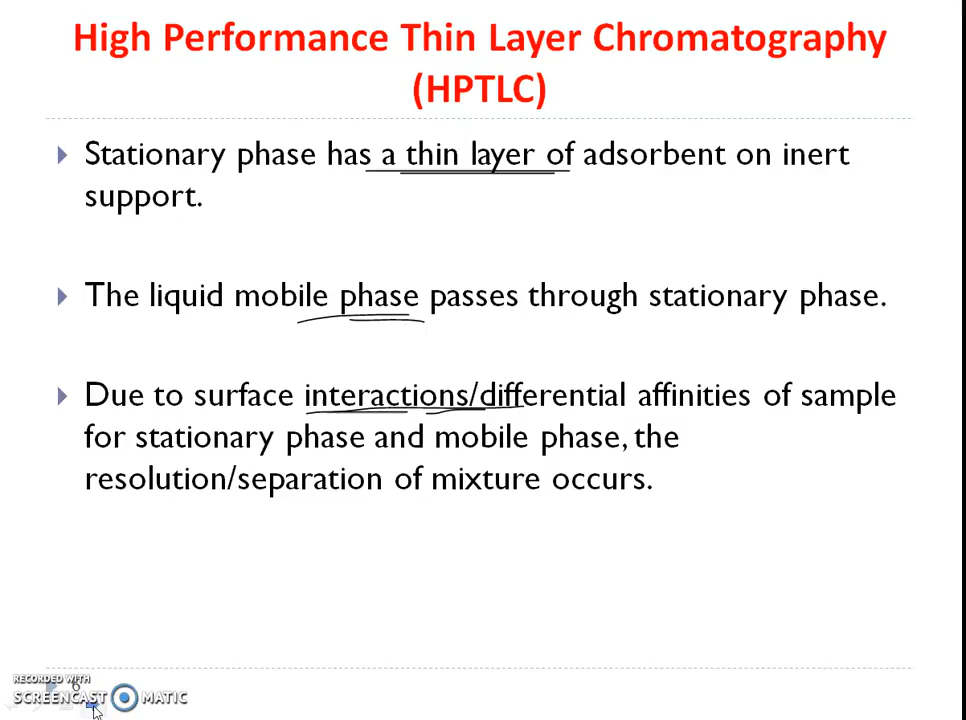 High Performance Thin Layer Chromatography
(HPTLC)
Stationary phase has a thin layer of adsorbent on inert
support.
The liquid mobile phase passes through stationary phase.
Due to surface interactions/differential affinities of sample
for stationary phase and mobile phase, the
resolution/separation of mixture occurs.
6
RECORDED WITH
SCREENCAST MATIC